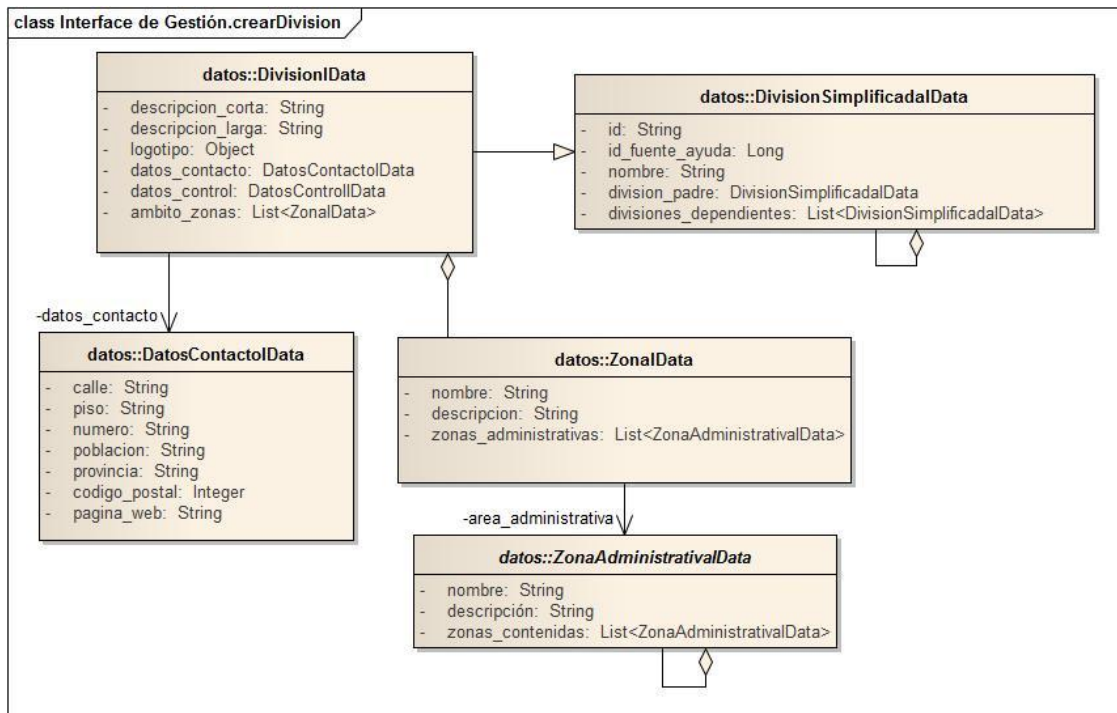 class Interface de Gestión.crearDivision
datos::DivisionIData
- descripcion_corta: String
- descripcion_larga: String
- logotipo: Object
- datos_contacto: DatosContactoIData
- datos_control: DatosControlIData
- ambito_zonas: List<ZonaIData>
datos::DivisionSimplificadaIData
- id: String
- id_fuente_ayuda: Long
- nombre: String
- division_padre: DivisionSimplificadaIData
- divisiones_dependientes: List<DivisionSimplificadaIData>
-datos_contacto
datos::DatosContactoIData
- calle: String
- piso: String
- numero: String
- poblacion: String
- provincia: String
- codigo_postal: Integer
- pagina_web: String
datos::ZonaIData
- nombre: String
- descripcion: String
- zonas_administrativas: List<ZonaAdministrativaIData>
-area_administrativa
datos::ZonaAdministrativaIData
- nombre: String
- descripción: String
- zonas_contenidas: List<ZonaAdministrativaIData>